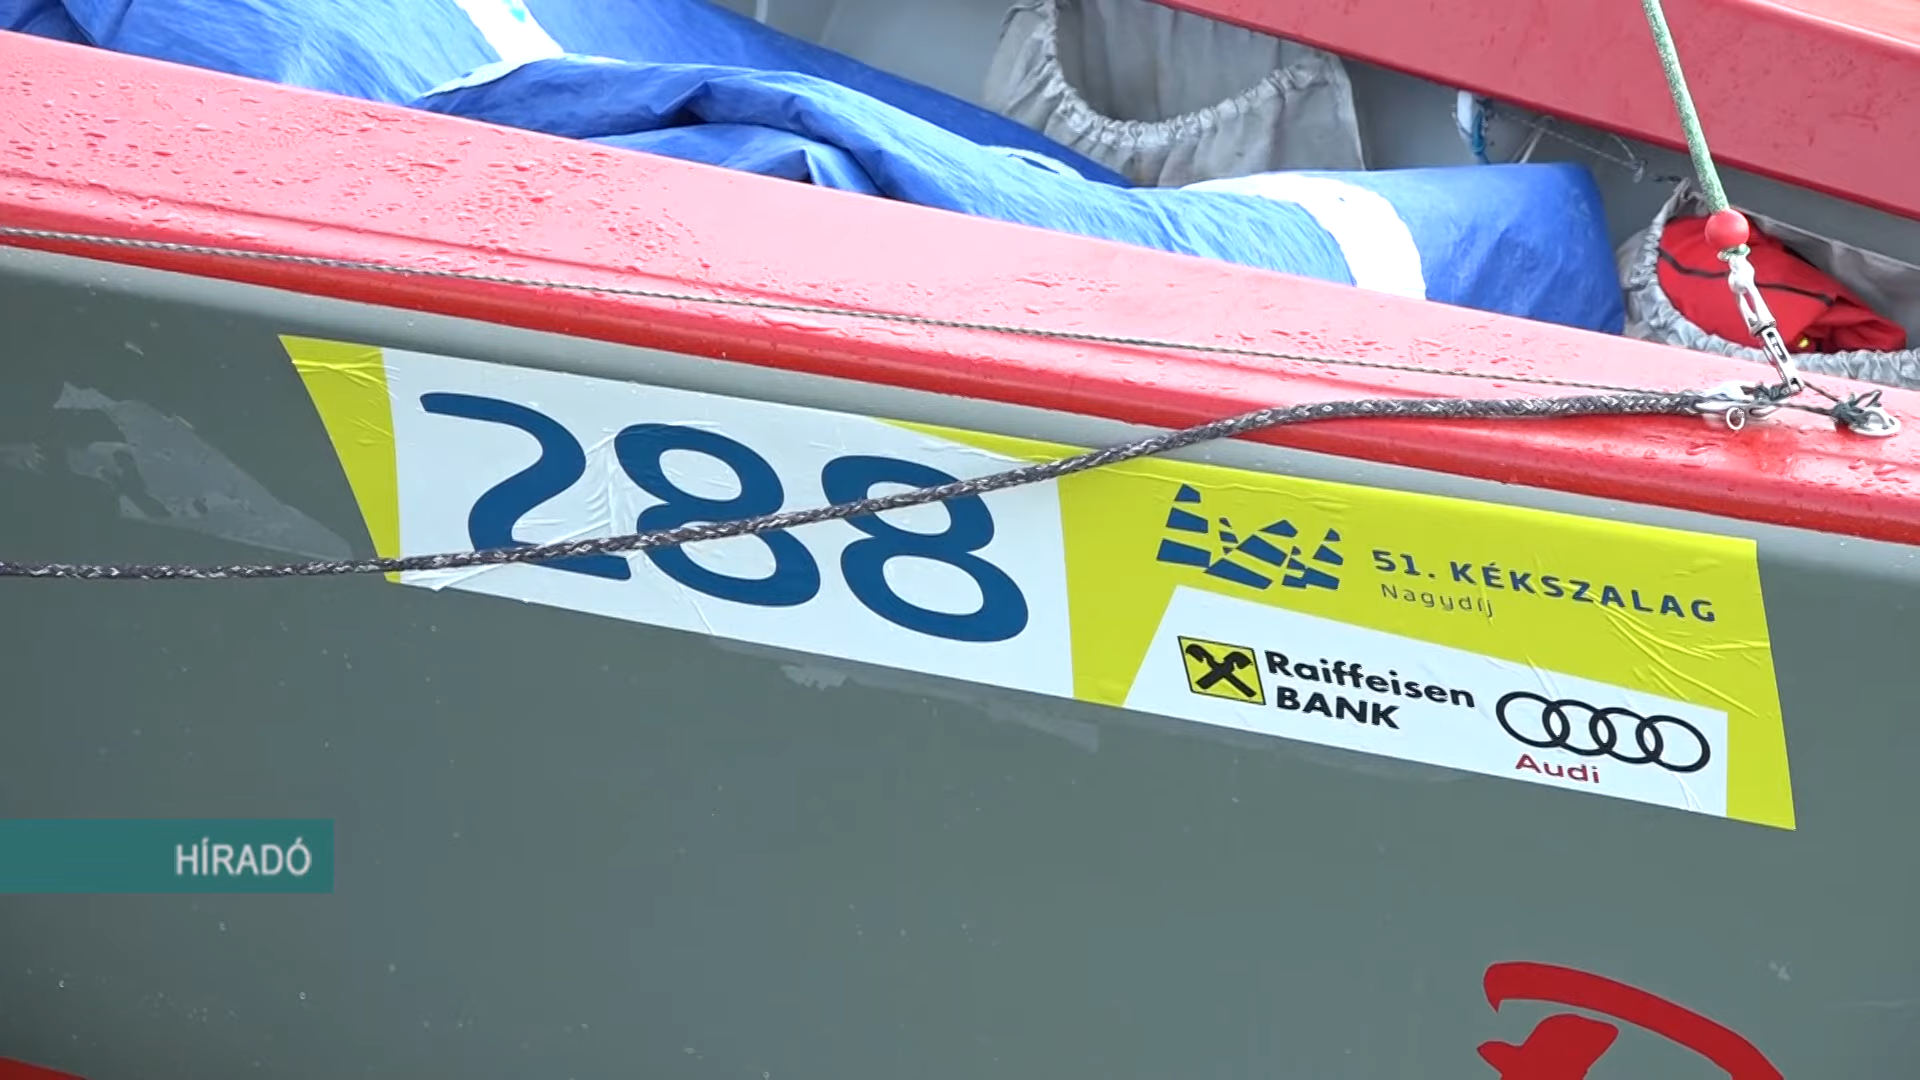 288
51. KÉKSZALAG
Nagydíj
Raiffeisen
BANK
Audi
HÍRADÓ